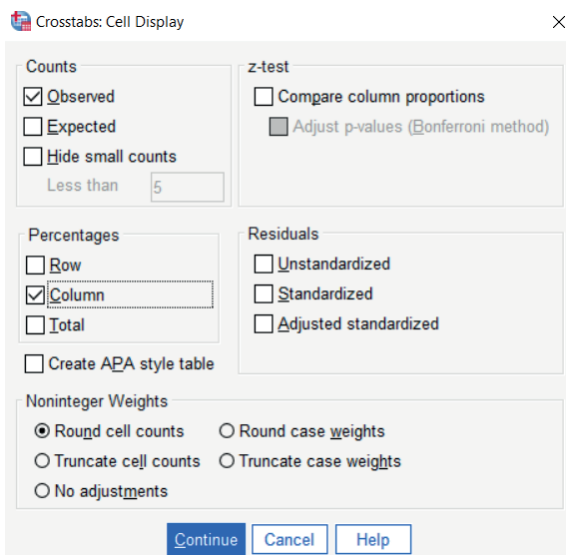 Crosstabs: Cell Display
Counts
Observed
Expected
Hide small counts
Less than 5
z-test
Compare column proportions
Adjust p-values (Bonferroni method)
Percentages
Row
Column
Total
Residuals
Unstandardized
Standardized
Adjusted standardized
Create APA style table
Noninteger Weights
Round cell counts Round case weights
Truncate cell counts Truncate case weights
No adjustments
Continue Cancel Help